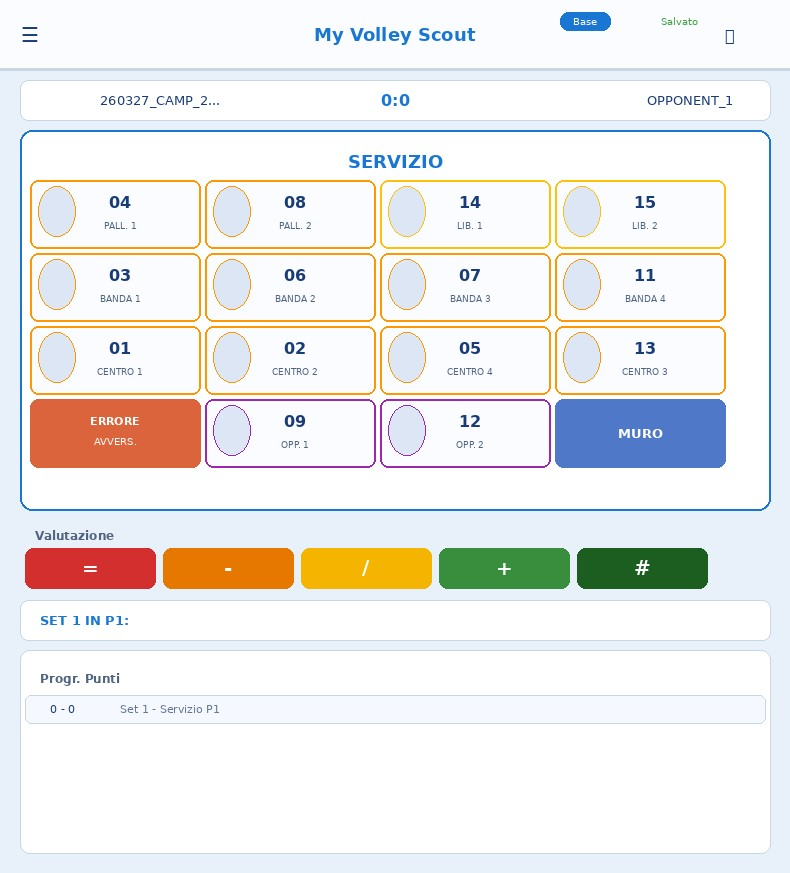 ☰ My Volley Scout Base Salvato
260327_CAMP_2... 0:0 OPPONENT_1
SERVIZIO
04 08 14 15
PALL. 1 PALL. 2 LIB. 1 LIB. 2
03 06 07 11
BANDA 1 BANDA 2 BANDA 3 BANDA 4
01 02 05 13
CENTRO 1 CENTRO 2 CENTRO 4 CENTRO 3
ERRORE 09 12 MURO
AVVERS. OPP. 1 OPP. 2
Valutazione
= - / + #
SET 1 IN P1:
Progr. Punti
0 - 0 Set 1 - Servizio P1